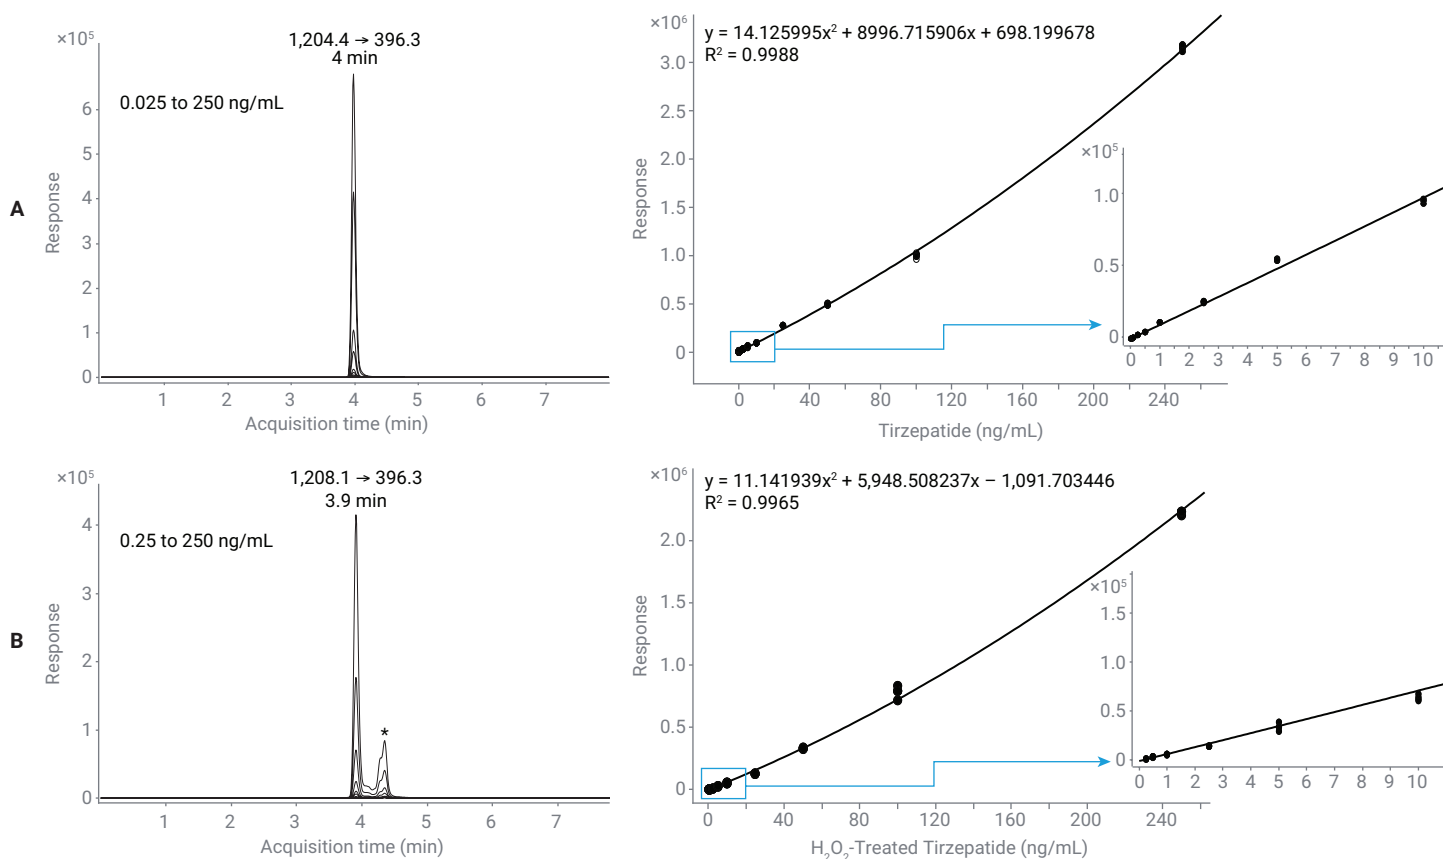 A
×10⁵
1,204.4 → 396.3
4 min
0.025 to 250 ng/mL
Response
6
5
4
3
2
1
0
1 2 3 4 5 6 7
Acquisition time (min)
×10⁶
y = 14.125995x² + 8996.715906x + 698.199678
R² = 0.9988
Response
3.0
2.5
2.0
1.5
1.0
0.5
0
0 40 80 120 160 200 240
Tirzepatide (ng/mL)
×10⁵
1.0
0.5
0
0 1 2 3 4 5 6 7 8 9 10
B
×10⁵
1,208.1 → 396.3
3.9 min
0.25 to 250 ng/mL
*
Response
4
3
2
1
0
1 2 3 4 5 6 7
Acquisition time (min)
×10⁶
y = 11.141939x² + 5,948.508237x − 1,091.703446
R² = 0.9965
Response
2.0
1.5
1.0
0.5
0
0 40 80 120 160 200 240
H₂O₂-Treated Tirzepatide (ng/mL)
×10⁵
1.5
1.0
0.5
0
0 1 2 3 4 5 6 7 8 9 10